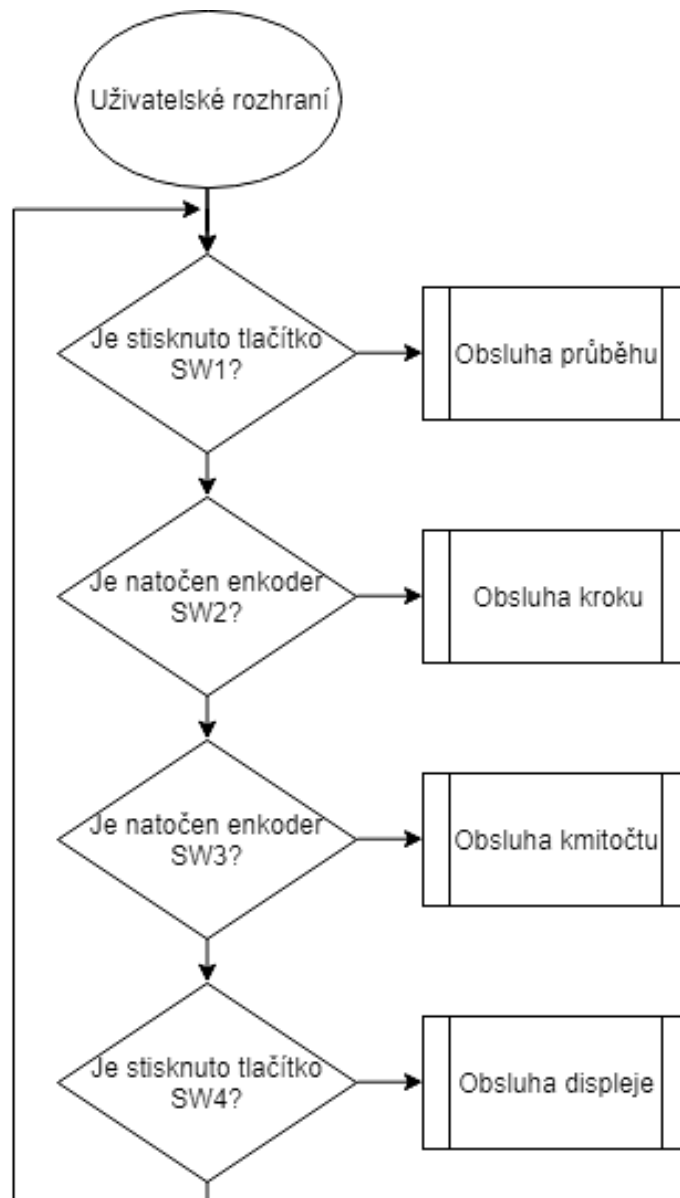 Uživatelské rozhraní
Je stisknuto tlačítko
SW1?
Obsluha průběhu
Je natočen enkoder
SW2?
Obsluha kroku
Je natočen enkoder
SW3?
Obsluha kmitočtu
Je stisknuto tlačítko
SW4?
Obsluha displeje